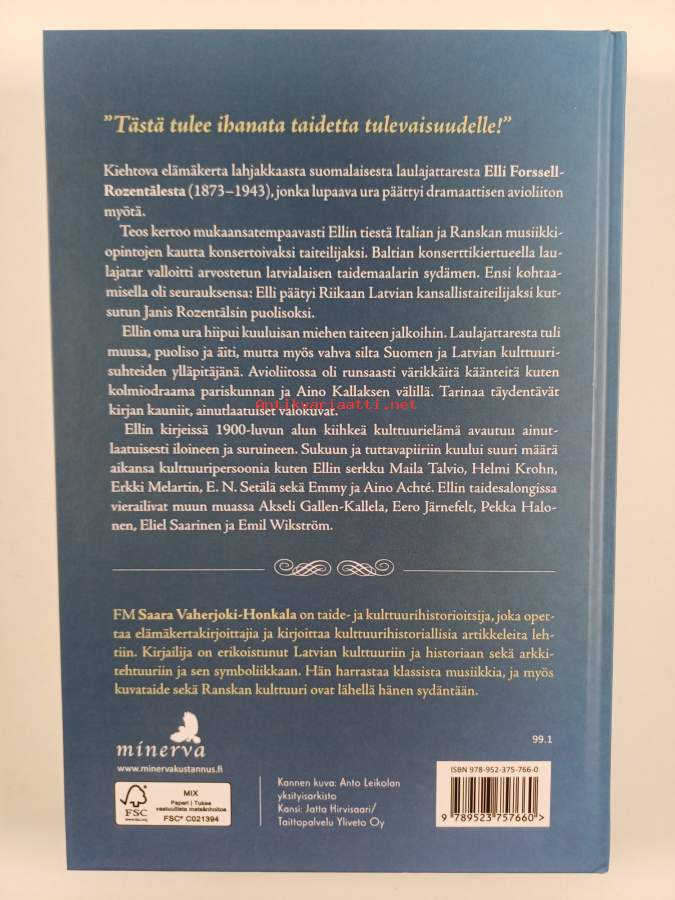 ”Tästä tulee ihanata taidetta tulevaisuudelle!”
Kiehtova elämäkerta lahjakkaasta suomalaisesta laulajattaresta Elli Forssell-
Rozentālesta (1873–1943), jonka lupaava ura päättyi dramaattisen avioliiton
myötä.
Teos kertoo mukaansatempaavasti Ellin tiestä Italian ja Ranskan musiikki-
opintojen kautta konsertoivaksi taiteilijaksi. Baltian konserttikiertueella lau-
lajatar valloitti arvostetun latvialaisen taidemaalarin sydämen. Ensi kohtaa-
misella oli seurauksensa: Elli päätyi Riikaan Latvian kansallistaiteilijaksi kut-
sutun Janis Rozentālsin puolisoksi.
Ellin oma ura hiipui kuuluisan miehen taiteen jalkoihin. Laulajattaresta tuli
muusa, puoliso ja äiti, mutta myös vahva silta Suomen ja Latvian kulttuuri-
suhteiden ylläpitäjänä. Avioliitossa oli runsaasti värikkäitä käänteitä kuten
kolmiodraama pariskunnan ja Aino Kallaksen välillä. Tarinaa täydentävät
kirjan kauniit, ainutlaatuiset valokuvat.
Antikvariaatti.net
Ellin kirjeissä 1900-luvun alun kiihkeä kulttuurielämä avautuu ainut-
laatuisesti iloineen ja suruineen. Sukuun ja tuttavapiiriin kuului suuri määrä
aikansa kulttuuripersoonia kuten Ellin serkku Maila Talvio, Helmi Krohn,
Erkki Melartin, E. N. Setälä sekä Emmy ja Aino Achté. Ellin taidesalongissa
vierailivat muun muassa Akseli Gallen-Kallela, Eero Järnefelt, Pekka Halo-
nen, Eliel Saarinen ja Emil Wikström.
FM Saara Vaherjoki-Honkala on taide- ja kulttuurihistorioitsija, joka opet-
taa elämäkertakirjoittajia ja kirjoittaa kulttuurihistoriallisia artikkeleita leh-
tiin. Kirjailija on erikoistunut Latvian kulttuuriin ja historiaan sekä arkki-
tehtuuriin ja sen symboliikkaan. Hän harrastaa klassista musiikkia, ja myös
kuvataide sekä Ranskan kulttuuri ovat lähellä hänen sydäntään.
minerva
www.minervakustannus.fi
99.1
ISBN 978-952-375-766-0
9 789523 757660 >
FSC
www.fsc.org
MIX
Paperi | Tukee
vastuullista metsänhoitoa
FSC® C021394
Kannen kuva: Anto Leikolan
yksityisarkisto
Kansi: Jatta Hirvisaari/
Taittopalvelu Yliveto Oy